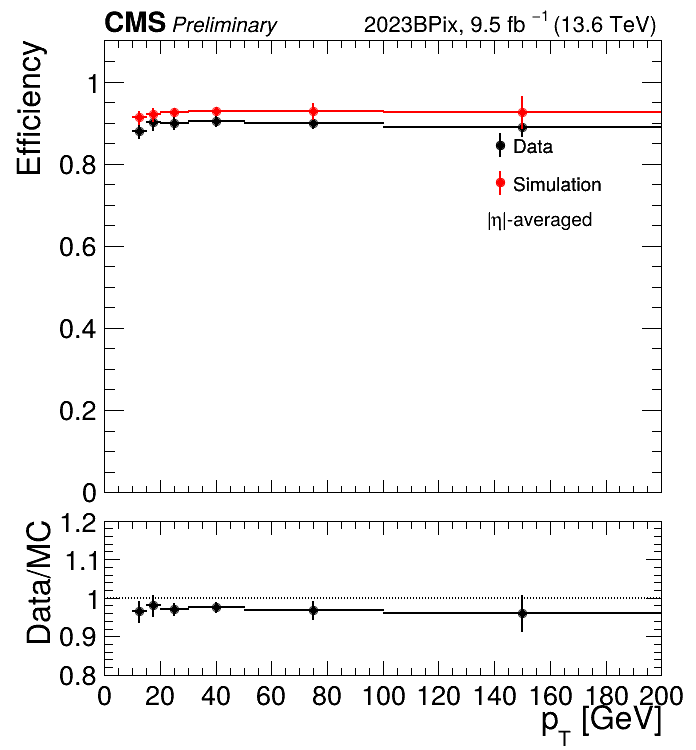 CMS Preliminary 2023BPix, 9.5 fb⁻¹ (13.6 TeV)
Efficiency
1
0.8
0.6
0.4
0.2
0
Data
Simulation
|η|-averaged
Data/MC
1.2
1.1
1
0.9
0.8
0 20 40 60 80 100 120 140 160 180 200
p_T [GeV]